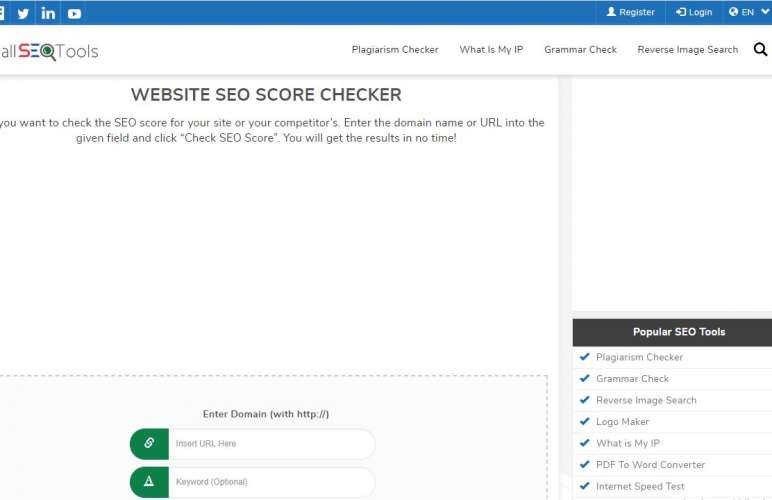 Register
Login
EN
all SEO Tools
Plagiarism Checker
What Is My IP
Grammar Check
Reverse Image Search
WEBSITE SEO SCORE CHECKER
you want to check the SEO score for your site or your competitor's. Enter the domain name or URL into the
given field and click “Check SEO Score”. You will get the results in no time!
Enter Domain (with http://)
Insert URL Here
Keyword (Optional)
Popular SEO Tools
Plagiarism Checker
Grammar Check
Reverse Image Search
Logo Maker
What is My IP
PDF To Word Converter
Internet Speed Test